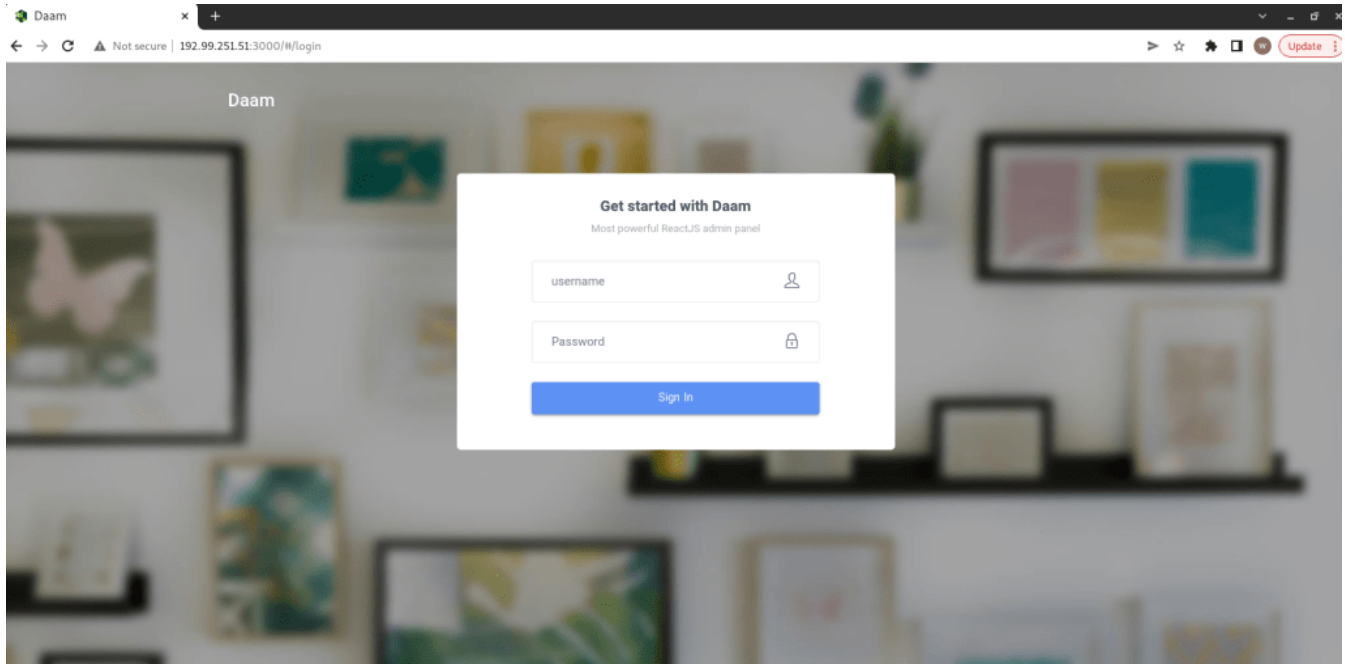 Daam
Not secure | 192.99.251.51:3000/#/login
W
Update
Daam
Get started with Daam
Most powerful ReactJS admin panel
username
Password
Sign In